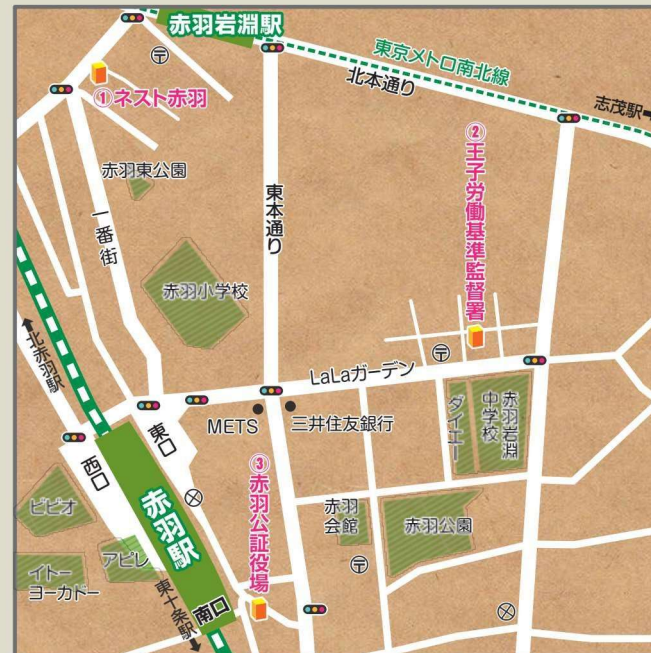 赤羽岩淵駅
東京メトロ南北線
北本通り
志茂駅
①ネスト赤羽
②王子労働基準監督署
赤羽東公園
一番街
東本通り
赤羽小学校
北赤羽駅
LaLaガーデン
METS
三井住友銀行
ダイエー
赤羽岩淵
中学校
東口
西口
赤羽駅
南口
③赤羽公証役場
赤羽
会館
赤羽公園
ビビオ
アピレ
イトー
ヨーカドー
東十条駅